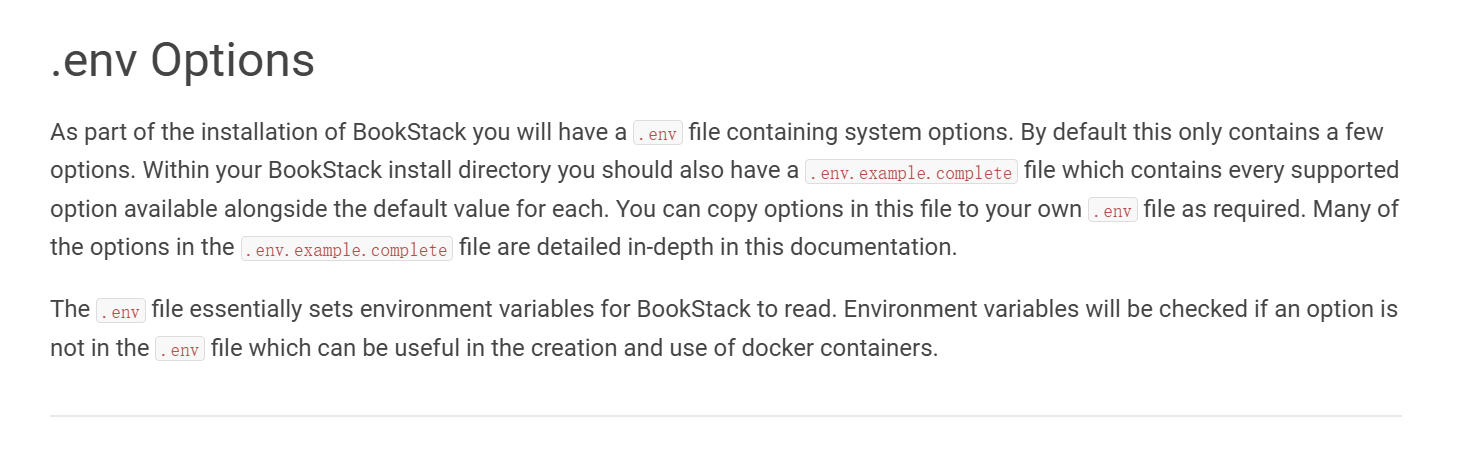 .env Options
As part of the installation of BookStack you will have a .env file containing system options. By default this only contains a few
options. Within your BookStack install directory you should also have a .env.example.complete file which contains every supported
option available alongside the default value for each. You can copy options in this file to your own .env file as required. Many of
the options in the .env.example.complete file are detailed in-depth in this documentation.
The .env file essentially sets environment variables for BookStack to read. Environment variables will be checked if an option is
not in the .env file which can be useful in the creation and use of docker containers.